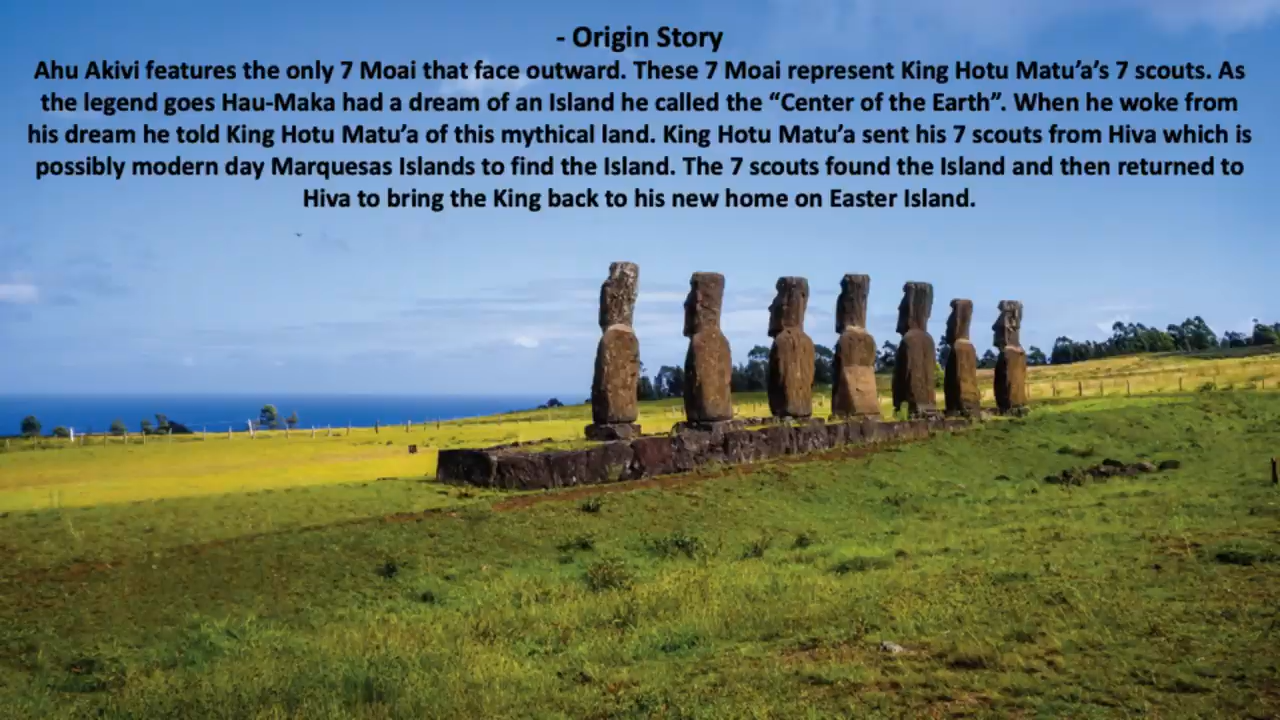 - Origin Story
Ahu Akivi features the only 7 Moai that face outward. These 7 Moai represent King Hotu Matu’a’s 7 scouts. As
the legend goes Hau-Maka had a dream of an Island he called the “Center of the Earth”. When he woke from
his dream he told King Hotu Matu’a of this mythical land. King Hotu Matu’a sent his 7 scouts from Hiva which is
possibly modern day Marquesas Islands to find the Island. The 7 scouts found the Island and then returned to
Hiva to bring the King back to his new home on Easter Island.